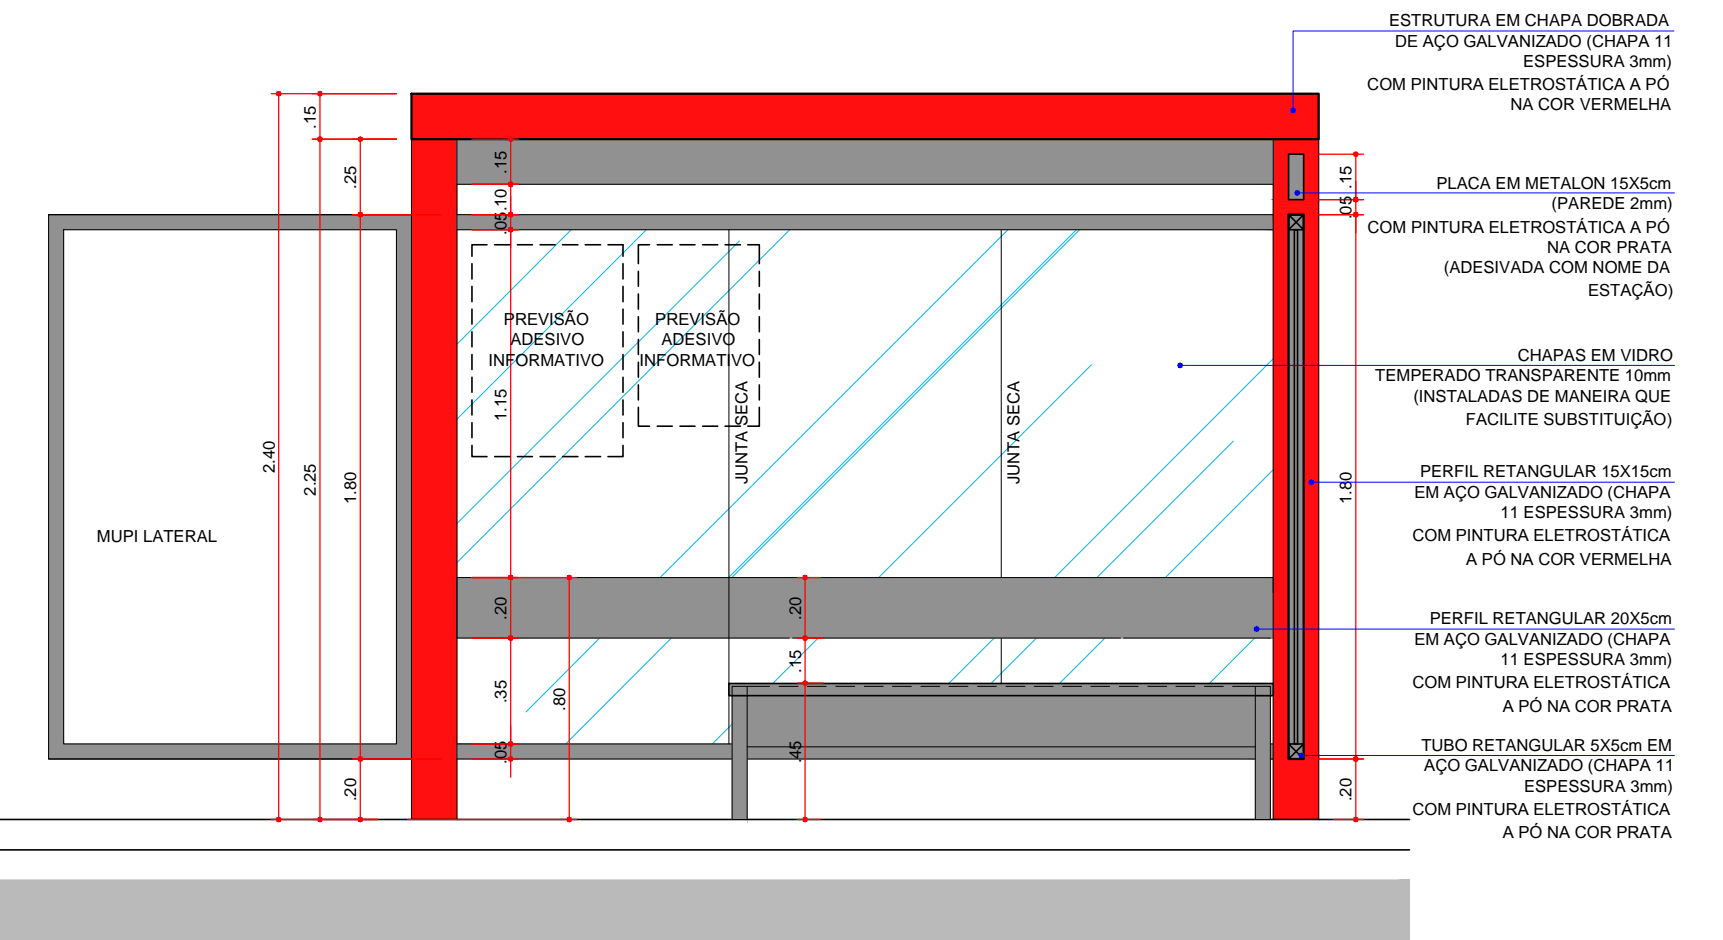 ESTRUTURA EM CHAPA DOBRADA
DE AÇO GALVANIZADO (CHAPA 11
ESPESSURA 3mm)
COM PINTURA ELETROSTÁTICA A PÓ
NA COR VERMELHA
PLACA EM METALON 15X5cm
(PAREDE 2mm)
COM PINTURA ELETROSTÁTICA A PÓ
NA COR PRATA
(ADESIVADA COM NOME DA
ESTAÇÃO)
CHAPAS EM VIDRO
TEMPERADO TRANSPARENTE 10mm
(INSTALADAS DE MANEIRA QUE
FACILITE SUBSTITUIÇÃO)
PERFIL RETANGULAR 15X15cm
EM AÇO GALVANIZADO (CHAPA
11 ESPESSURA 3mm)
COM PINTURA ELETROSTÁTICA
A PÓ NA COR VERMELHA
PERFIL RETANGULAR 20X5cm
EM AÇO GALVANIZADO (CHAPA
11 ESPESSURA 3mm)
COM PINTURA ELETROSTÁTICA
A PÓ NA COR PRATA
TUBO RETANGULAR 5X5cm EM
AÇO GALVANIZADO (CHAPA 11
ESPESSURA 3mm)
COM PINTURA ELETROSTÁTICA
A PÓ NA COR PRATA
MUPI LATERAL
PREVISÃO
ADESIVO
INFORMATIVO
PREVISÃO
ADESIVO
INFORMATIVO
JUNTA SECA
JUNTA SECA
2.40
.15
2.25
.25
1.80
.20
.15
.10
.05
1.15
.20
.35
.05
.80
.20
.15
.45
.15
.05
1.80
.20